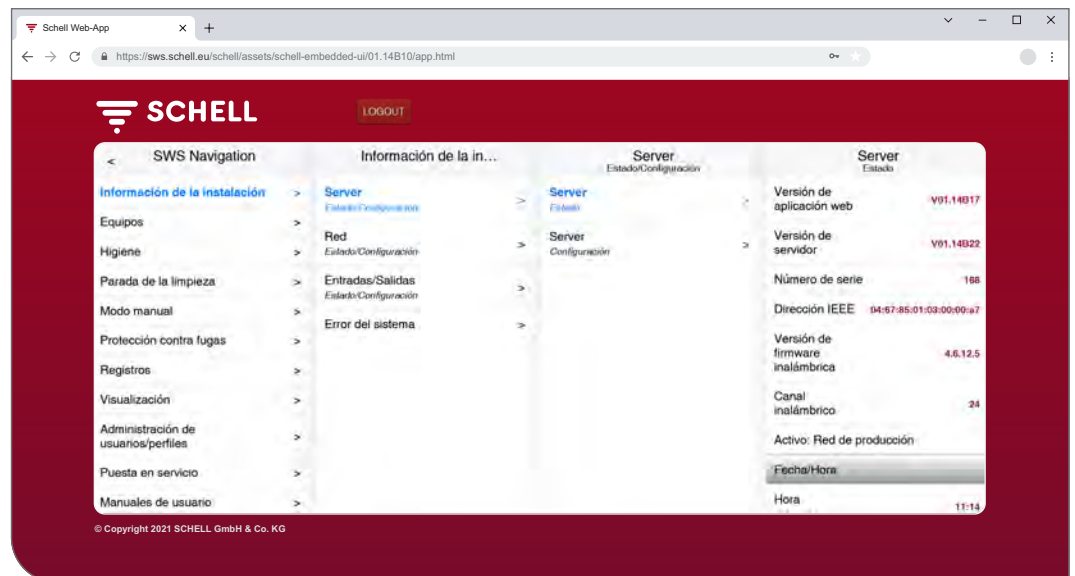 Schell Web-App
https://sws.schell.eu/schell/assets/schell-embedded-ui/01.14B10/app.html
SCHELL
LOGOUT
< SWS Navigation
Información de la instalación >
Equipos >
Higiene >
Parada de la limpieza >
Modo manual >
Protección contra fugas >
Registros >
Visualización >
Administración de
usuarios/perfiles >
Puesta en servicio >
Manuales de usuario >
Información de la in...
Server >
Estado/Configuración
Red >
Estado/Configuración
Entradas/Salidas >
Estado/Configuración
Error del sistema >
Server
Estado/Configuración
Server >
Estado
Server >
Configuración
Server
Estado
Versión de
aplicación web V01.14B17
Versión de
servidor V01.14B22
Número de serie 168
Dirección IEEE 04:67:85:01:03:00:00:a7
Versión de
firmware 4.6.12.5
inalámbrica
Canal
inalámbrico 24
Activo: Red de producción
Fecha/Hora
Hora 11:14
© Copyright 2021 SCHELL GmbH & Co. KG